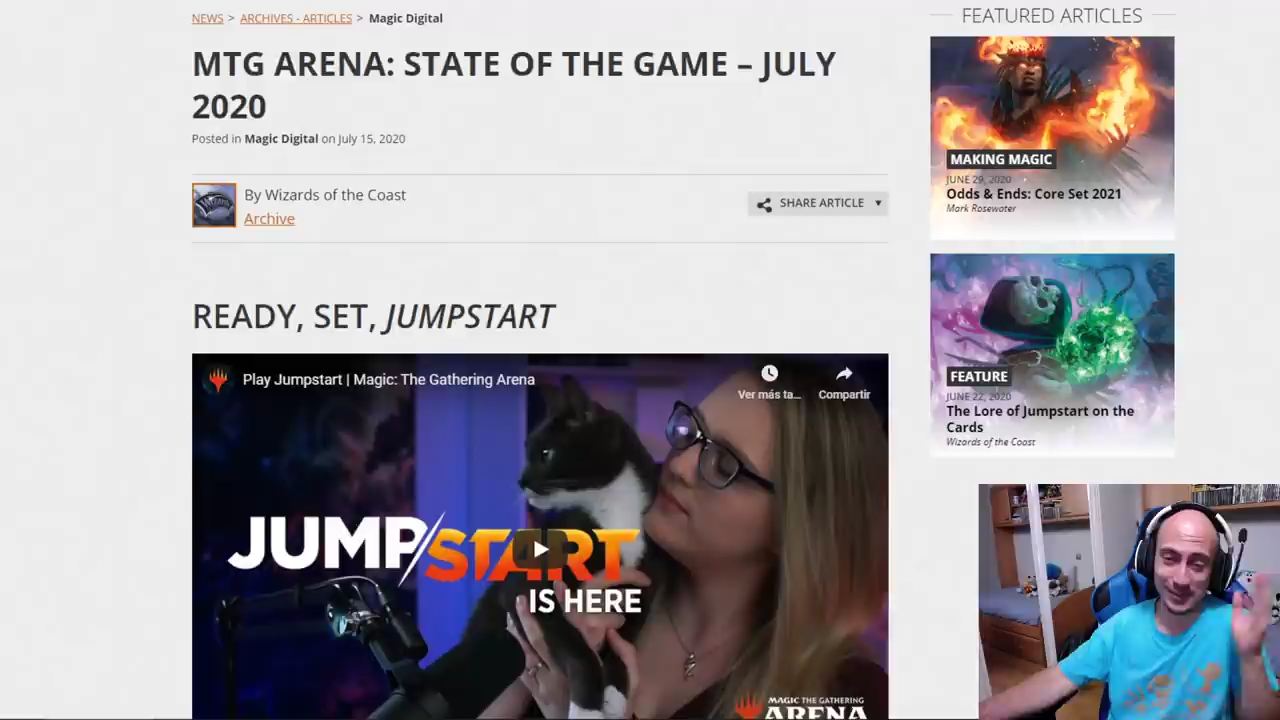 NEWS > ARCHIVES - ARTICLES > Magic Digital
MTG ARENA: STATE OF THE GAME – JULY
2020
Posted in Magic Digital on July 15, 2020
By Wizards of the Coast
Archive
SHARE ARTICLE
READY, SET, JUMPSTART
Play Jumpstart | Magic: The Gathering Arena
Ver más ta...
Compartir
JUMP/START
IS HERE
MAGIC THE GATHERING
ARENA
FEATURED ARTICLES
MAKING MAGIC
JUNE 29, 2020
Odds & Ends: Core Set 2021
Mark Rosewater
FEATURE
JUNE 22, 2020
The Lore of Jumpstart on the
Cards
Wizards of the Coast